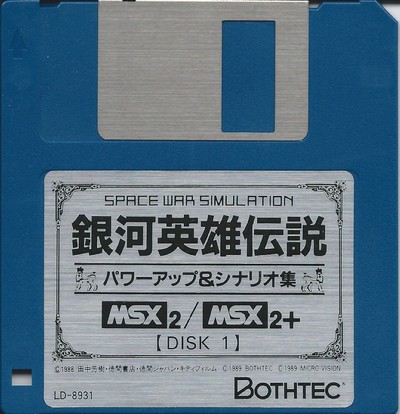 SPACE WAR SIMULATION
銀河英雄伝説
パワーアップ&シナリオ集
MSX2/MSX2+
【DISK 1】
©1988 田中芳樹・徳間書店・徳間ジャパン・キティフィルム ©1989 BOTHTEC ©1989 MICRO VISION
LD-8931 BOTHTEC